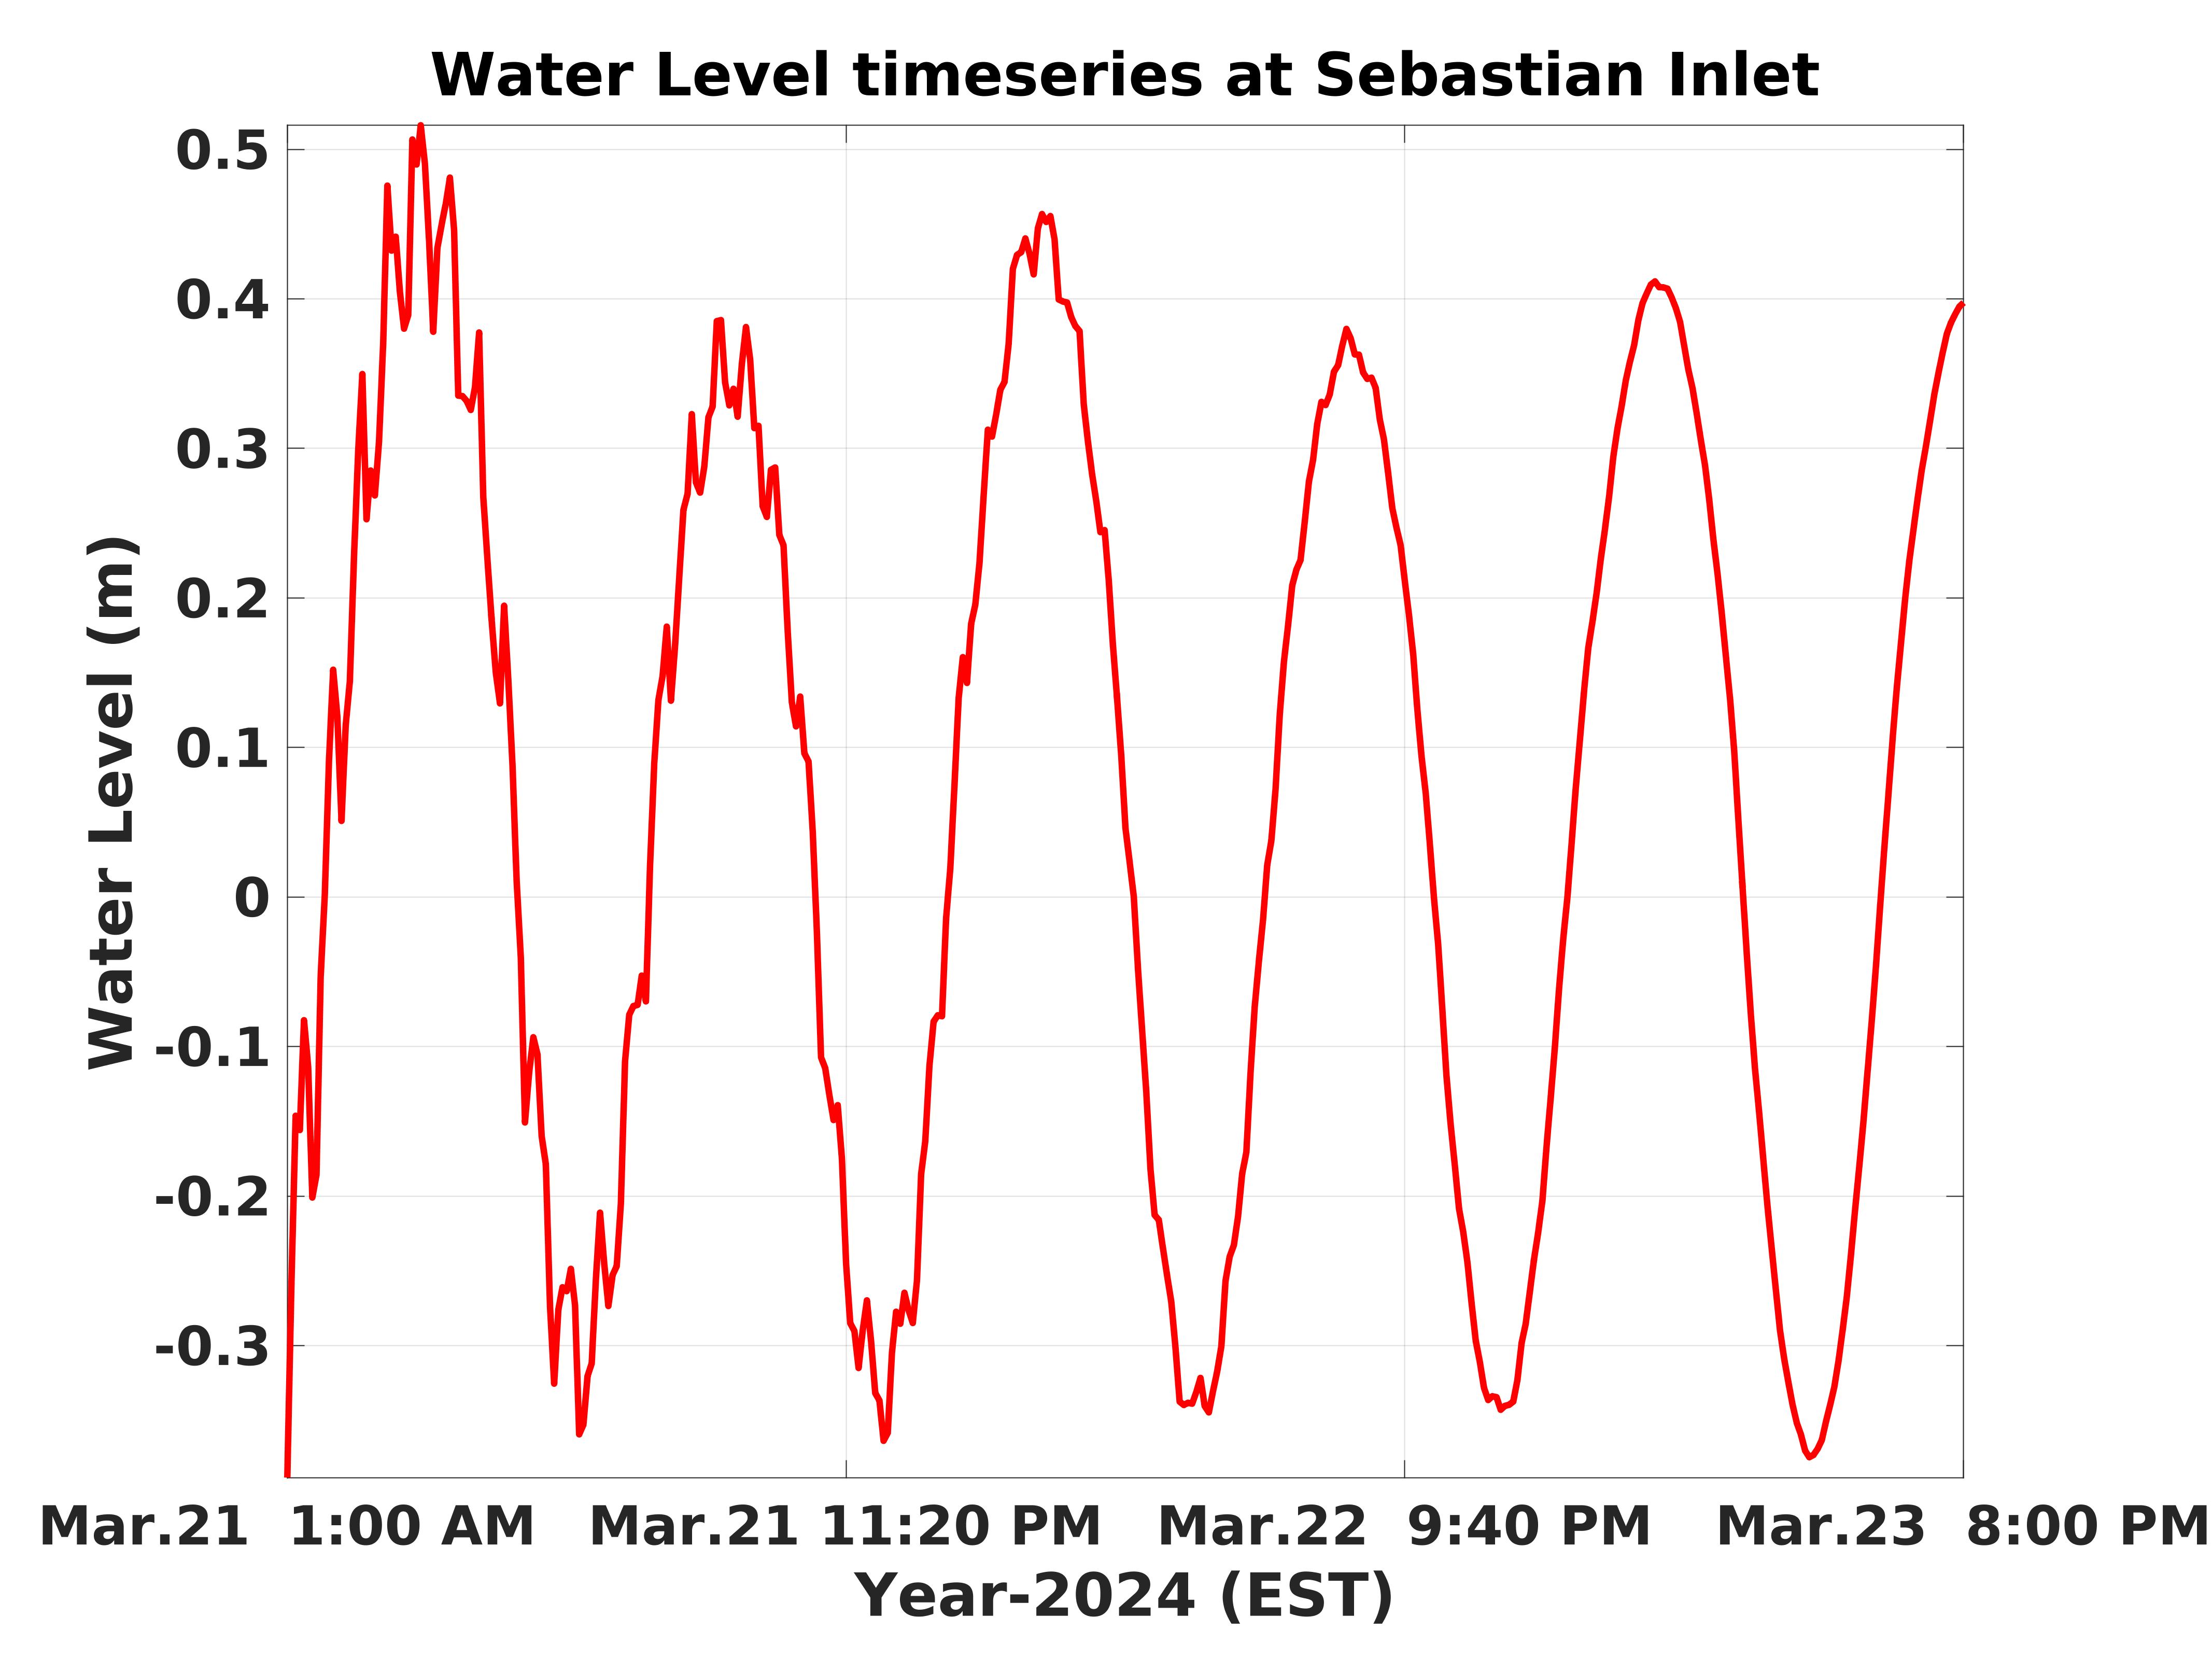 Water Level timeseries at Sebastian Inlet
0.5
0.4
0.3
0.2
0.1
0
-0.1
-0.2
-0.3
Water Level (m)
Mar.21 1:00 AM Mar.21 11:20 PM Mar.22 9:40 PM Mar.23 8:00 PM
Year-2024 (EST)